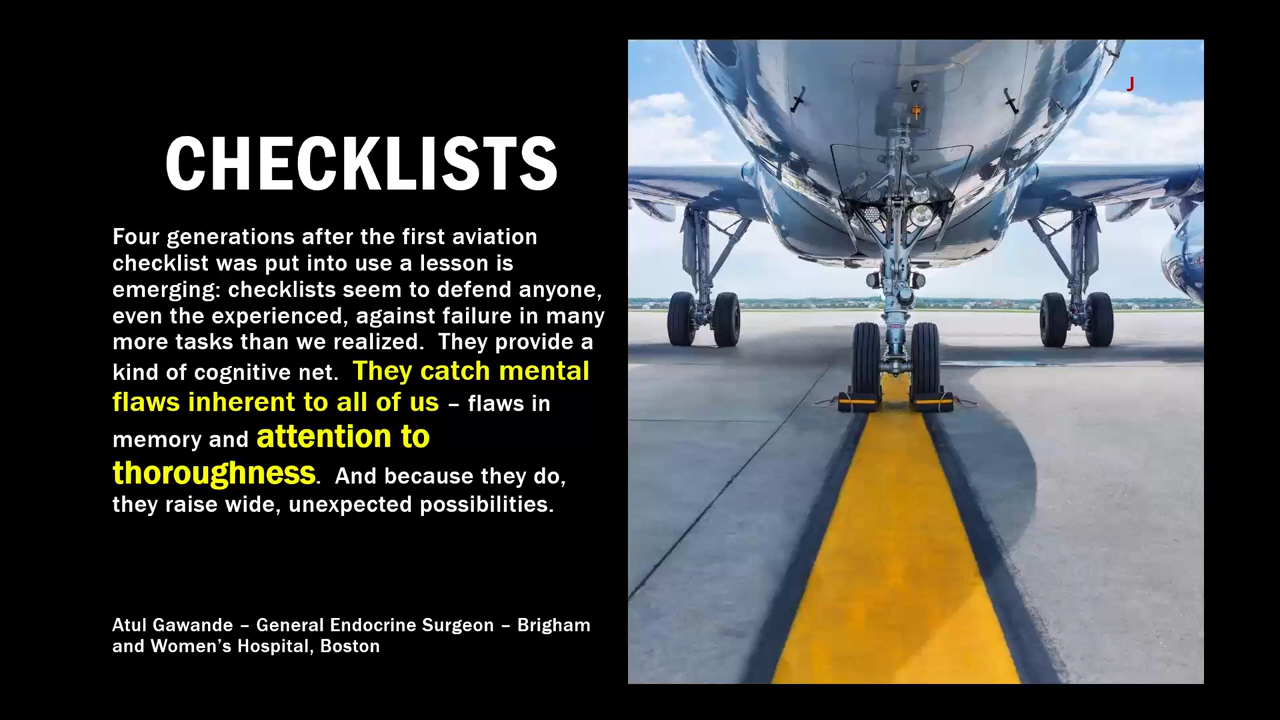 CHECKLISTS
Four generations after the first aviation
checklist was put into use a lesson is
emerging: checklists seem to defend anyone,
even the experienced, against failure in many
more tasks than we realized.  They provide a
kind of cognitive net.  They catch mental
flaws inherent to all of us – flaws in
memory and attention to
thoroughness.  And because they do,
they raise wide, unexpected possibilities.
Atul Gawande – General Endocrine Surgeon – Brigham
and Women’s Hospital, Boston
J